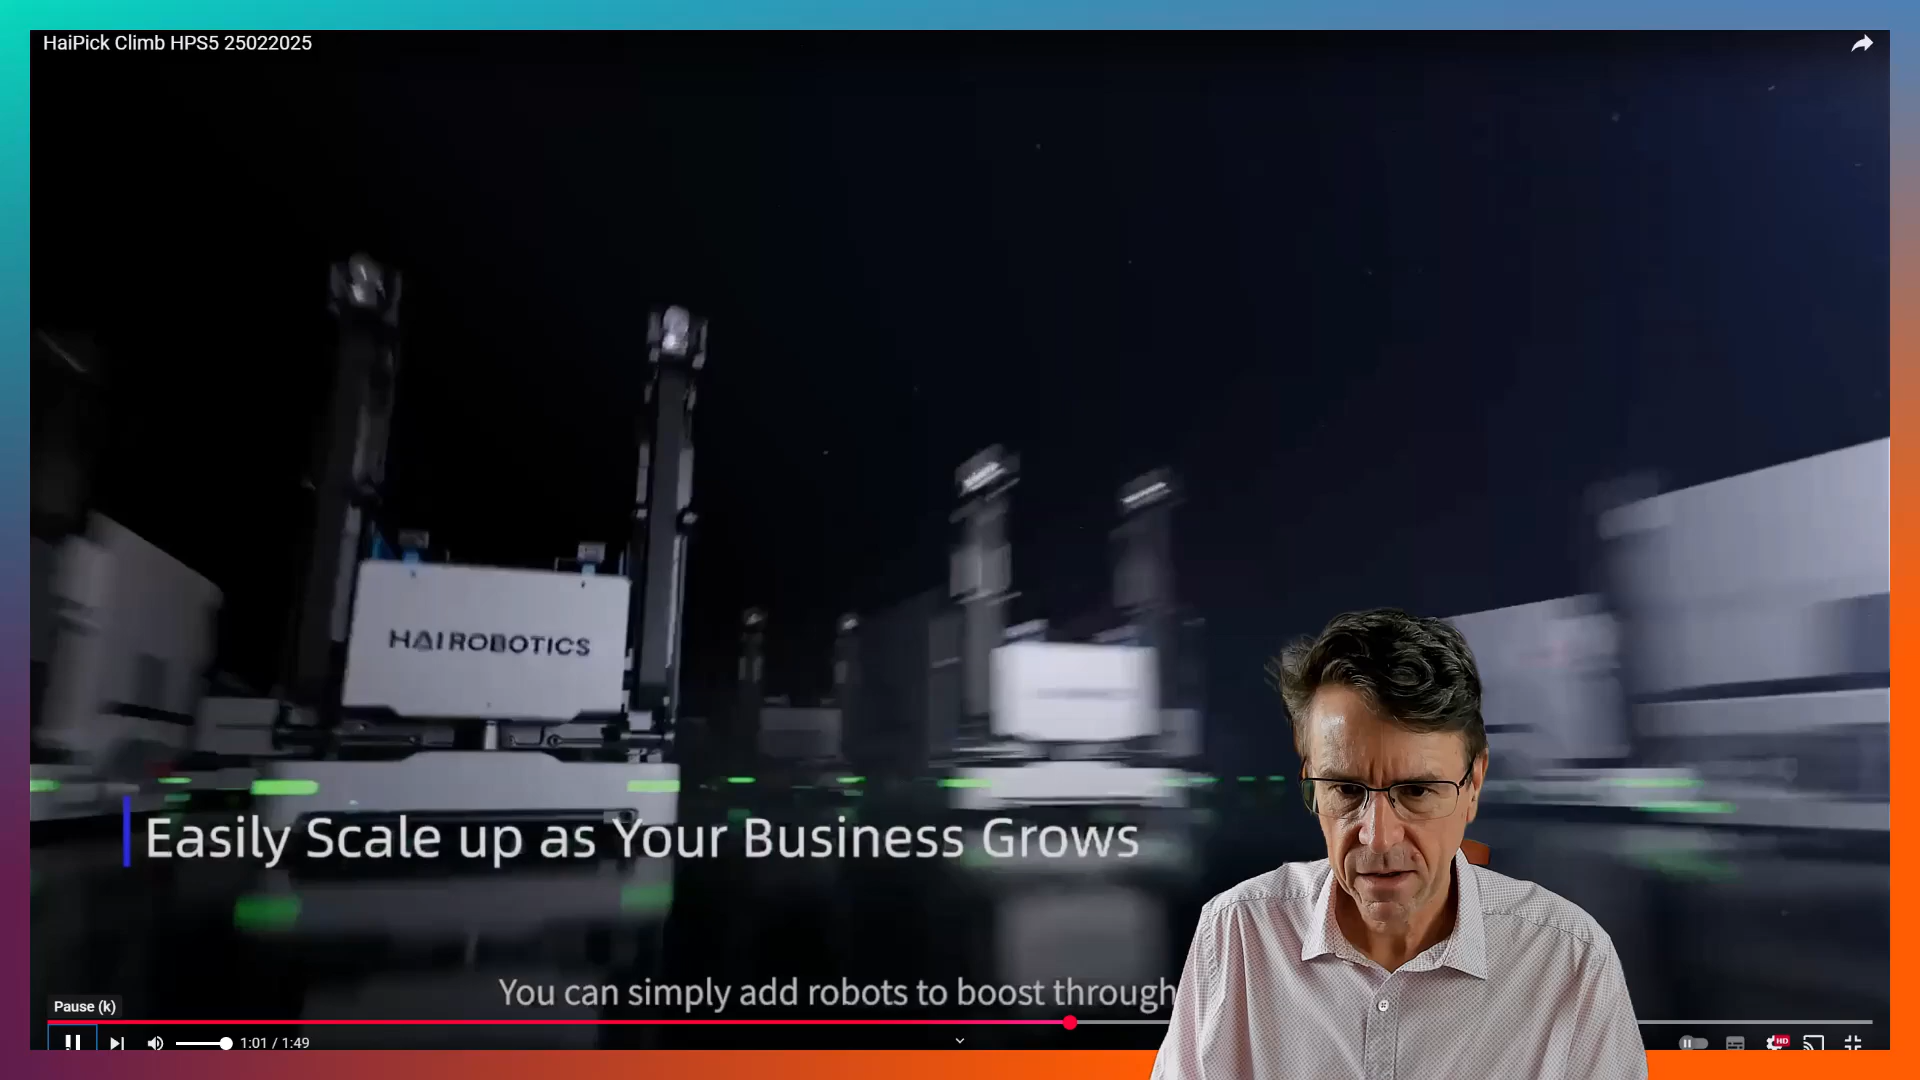 HaiPick Climb HPS5 25022025
HAIROBOTICS
Easily Scale up as Your Business Grows
You can simply add robots to boost through
Pause (k)
1:01 / 1:49
HD